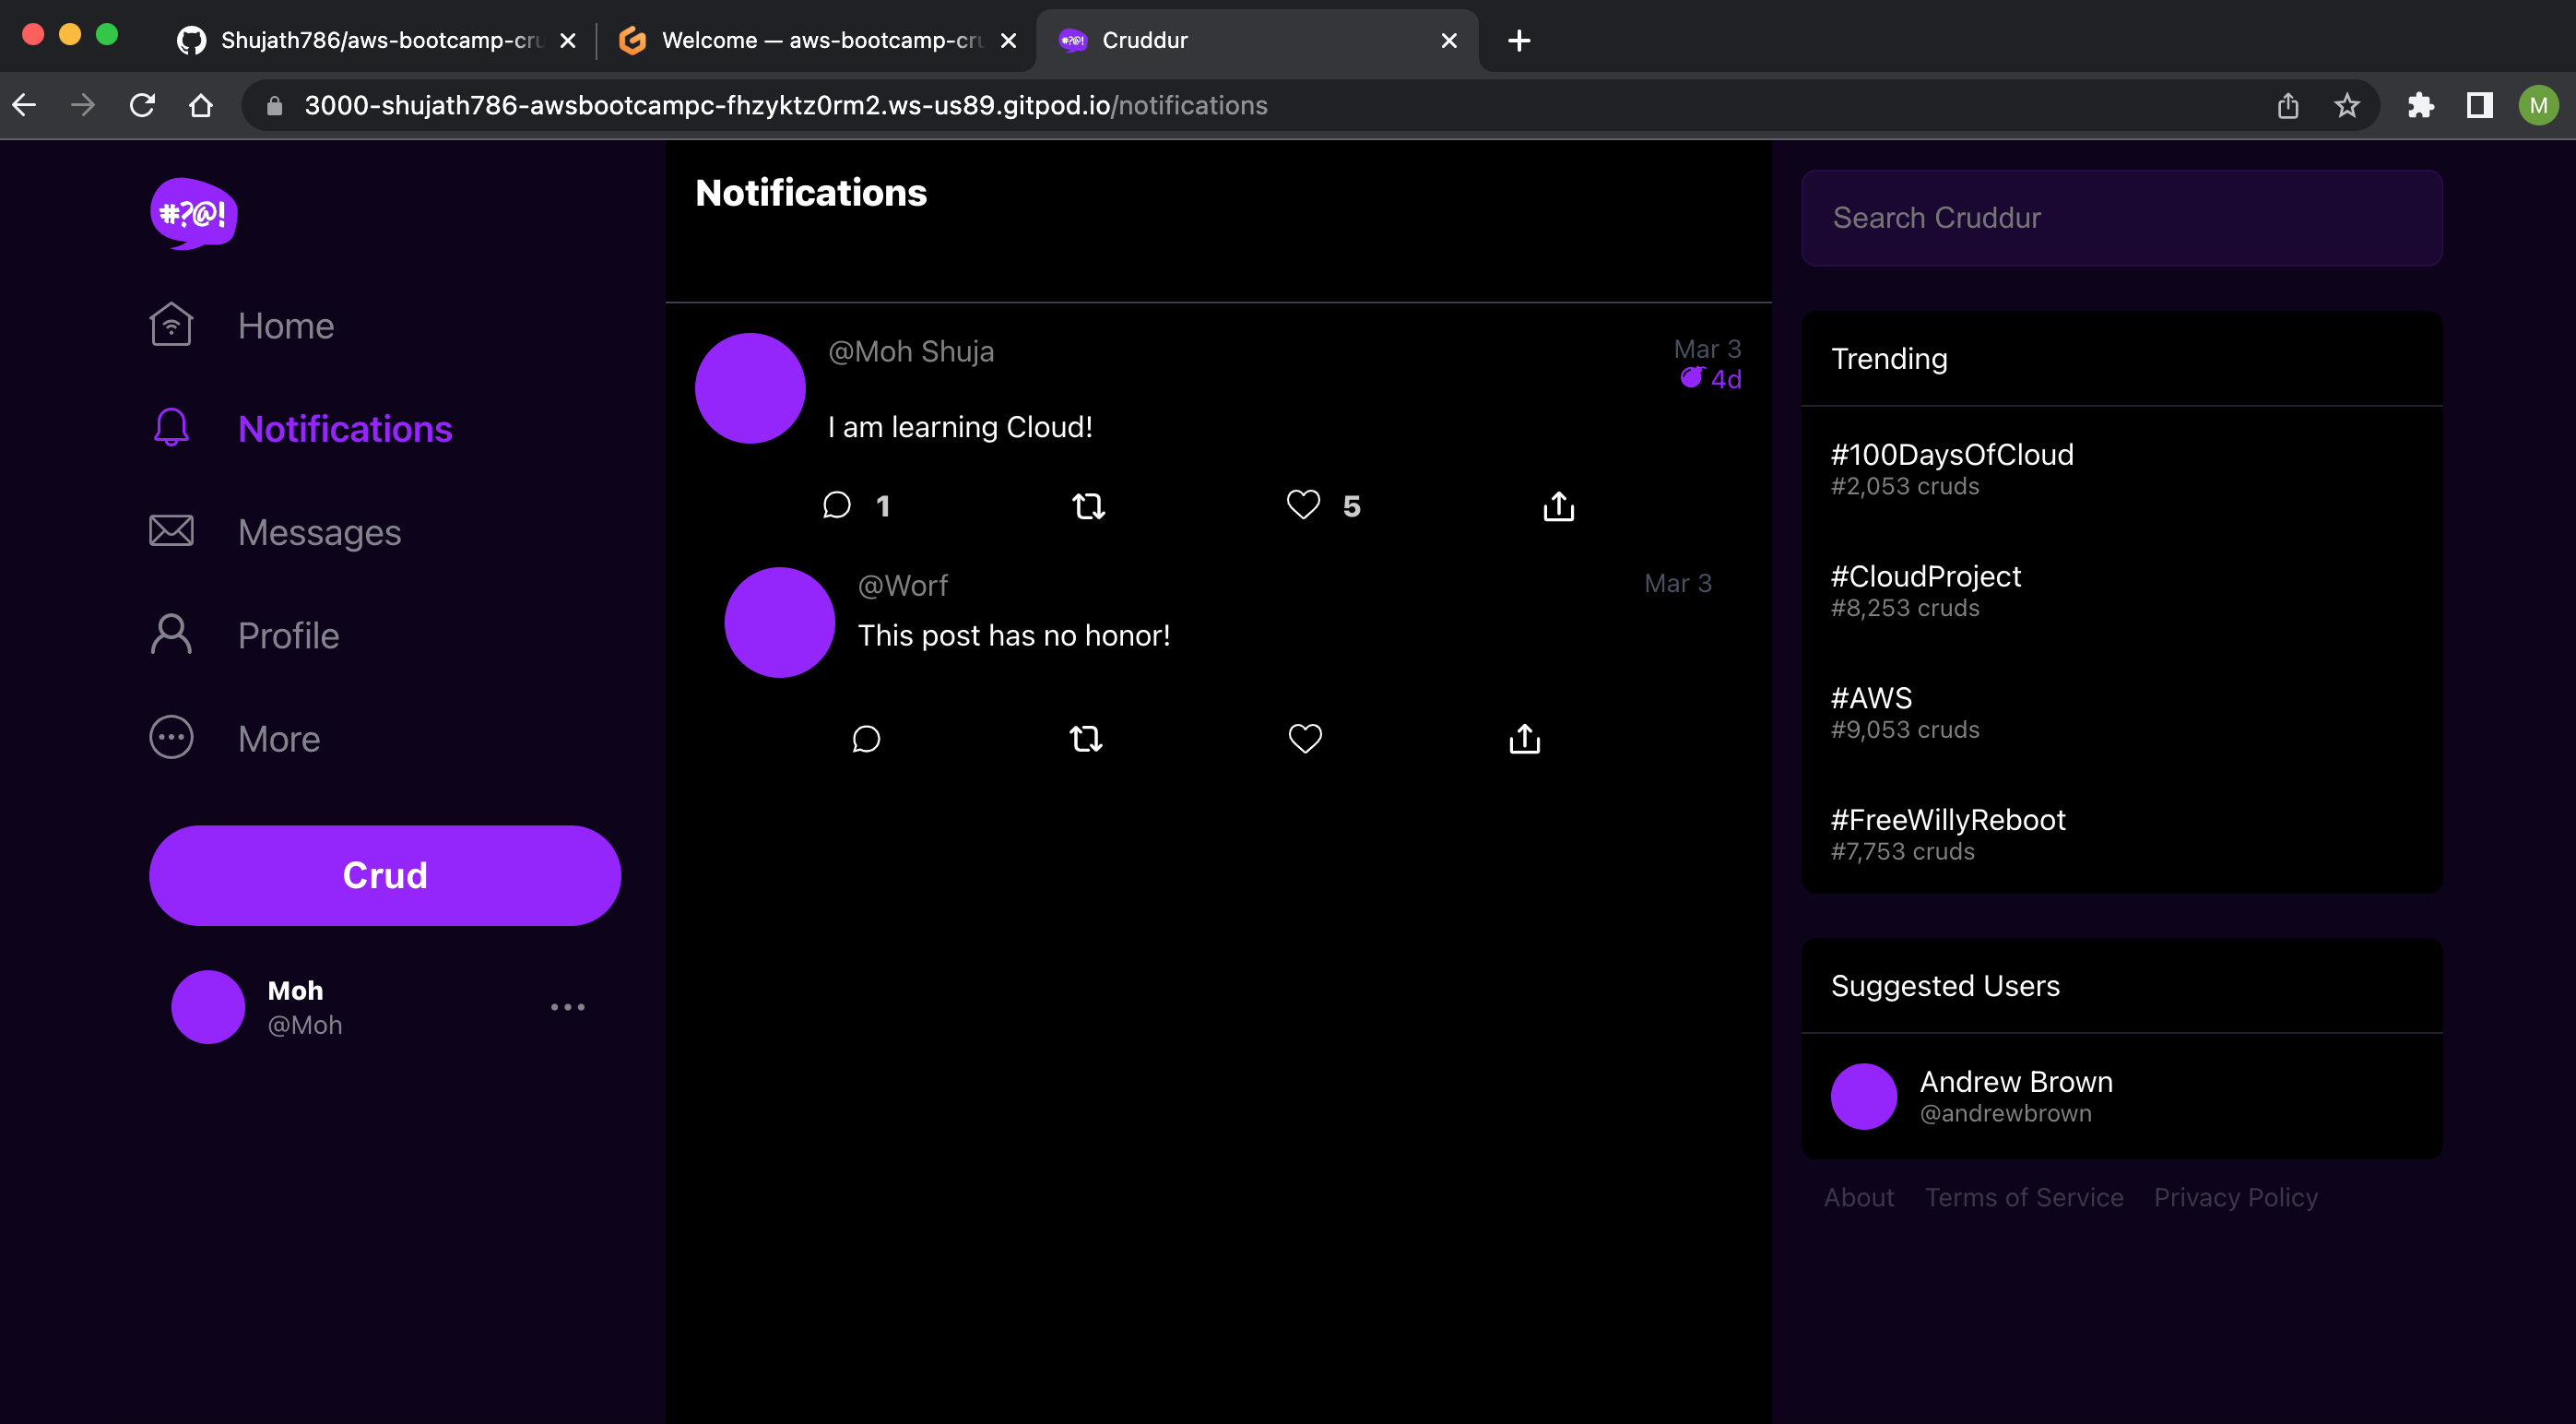 Shujath786/aws-bootcamp-cru
Welcome — aws-bootcamp-cru
#?@!
Cruddur
3000-shujath786-awsbootcampc-fhzyktz0rm2.ws-us89.gitpod.io/notifications
M
#?@!
Home
Notifications
Messages
Profile
More
Crud
Moh
@Moh
Notifications
@Moh Shuja
Mar 3
4d
I am learning Cloud!
1
5
@Worf
Mar 3
This post has no honor!
Search Cruddur
Trending
#100DaysOfCloud
#2,053 cruds
#CloudProject
#8,253 cruds
#AWS
#9,053 cruds
#FreeWillyReboot
#7,753 cruds
Suggested Users
Andrew Brown
@andrewbrown
About Terms of Service Privacy Policy